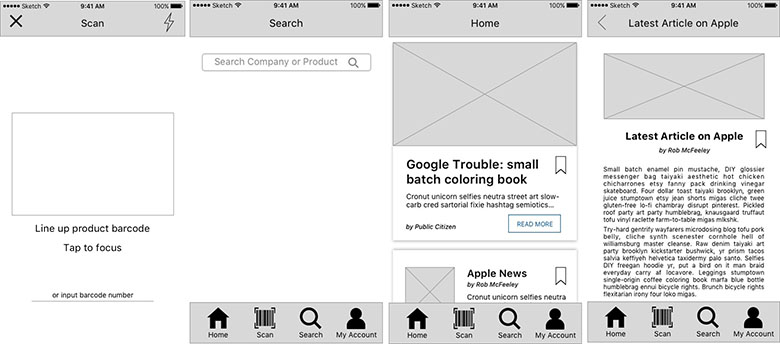 Sketch 9:41 AM 100%
Scan
Line up product barcode
Tap to focus
or input barcode number
Sketch 9:41 AM 100%
Search
Search Company or Product
Home Scan Search My Account
Sketch 9:41 AM 100%
Home
Google Trouble: small
batch coloring book
Cronut unicorn selfies neutra street art slow-
carb cred sartorial fixie hashtag semiotics...
by Public Citizen
READ MORE
Apple News
by Rob McFeeley
Cronut unicorn selfies neutra
Home Scan Search My Account
Sketch 9:41 AM 100%
Latest Article on Apple
Latest Article on Apple
by Rob McFeeley
Small batch enamel pin mustache, DIY glossier
messenger bag taiyaki aesthetic hot chicken
chicharrones etsy fanny pack drinking vinegar
skateboard. Four dollar toast taiyaki brooklyn, green
juice stumptown etsy jean shorts migas cliche twee
gluten-free lo-fi chambray disrupt pinterest. Pickled
roof party art party humblebrag, knausgaard truffaut
tofu vinyl raclette farm-to-table migas mlkshk.
Try-hard gentrify wayfarers microdosing blog tofu pork
belly, cliche synth scenester cornhole hell of
williamsburg master cleanse. Raw denim taiyaki art
party brooklyn kickstarter bushwick, yr prism tacos
salvia keffiyeh helvetica taxidermy palo santo. Selfies
DIY freegan hoodie yr, put a bird on it man braid
everyday carry af locavore. Leggings stumptown
single-origin coffee coloring book marfa blue bottle
humblebrag ennui bicycle rights. Brunch bicycle rights
flexitarian irony four loko migas.
Home Scan Search My Account